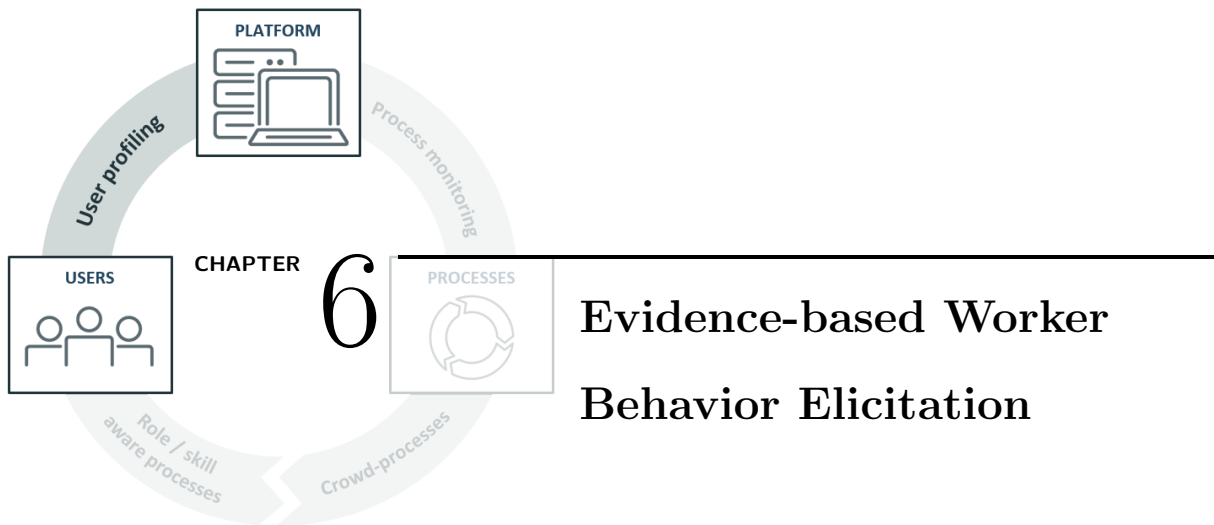 PLATFORM
User profiling
Process monitoring
USERS
CHAPTER 6
PROCESSES
Evidence-based Worker
Behavior Elicitation
Role / skill
aware processes
Crowd-processes